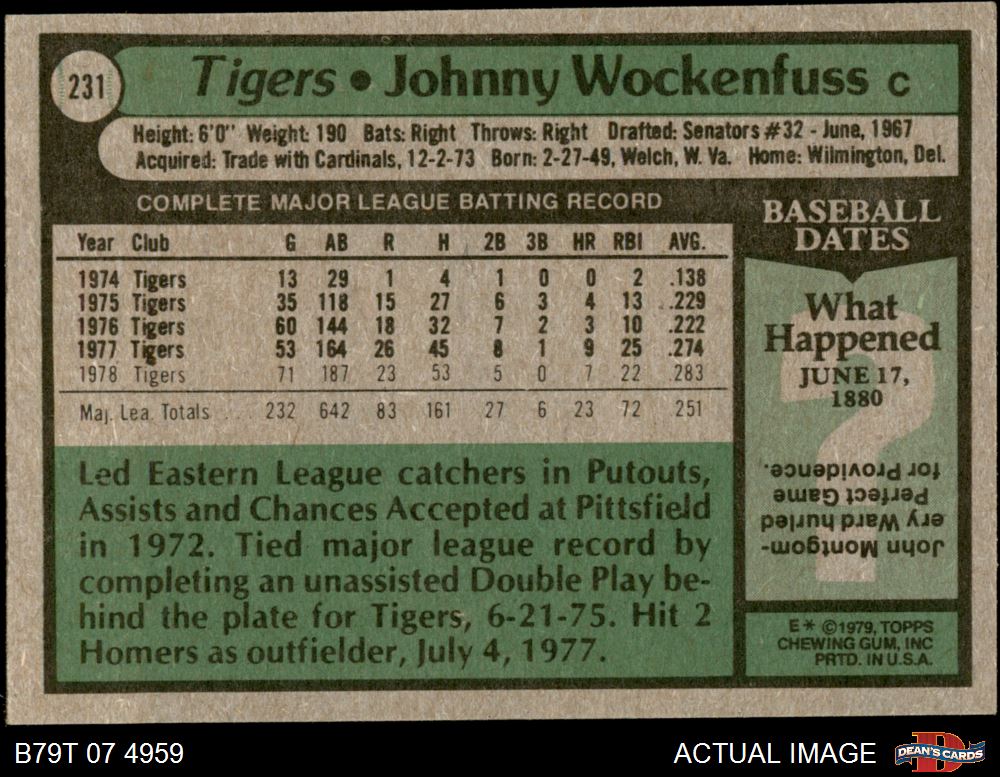 231
Tigers • Johnny Wockenfuss C
Height: 6'0" Weight: 190 Bats: Right Throws: Right Drafted: Senators #32 - June, 1967
Acquired: Trade with Cardinals, 12-2-73 Born: 2-27-49, Welch, W. Va. Home: Wilmington, Del.
COMPLETE MAJOR LEAGUE BATTING RECORD
Year Club G AB R H 2B 3B HR RBI AVG.
1974 Tigers 13 29 1 4 1 0 0 2 .138
1975 Tigers 35 118 15 27 6 3 4 13 .229
1976 Tigers 60 144 18 32 7 2 3 10 .222
1977 Tigers 53 164 26 45 8 1 9 25 .274
1978 Tigers 71 187 23 53 5 0 7 22 .283
Maj. Lea. Totals ... 232 642 83 161 27 6 23 72 251
Led Eastern League catchers in Putouts,
Assists and Chances Accepted at Pittsfield
in 1972. Tied major league record by
completing an unassisted Double Play be-
hind the plate for Tigers, 6-21-75. Hit 2
Homers as outfielder, July 4, 1977.
BASEBALL
DATES
What
Happened
JUNE 17,
1880
?
John Montgom-
ery Ward hurled
Perfect Game
for Providence.
E* ©1979, TOPPS
CHEWING GUM, INC
PRTD. IN U.S.A.
B79T 07 4959
ACTUAL IMAGE
D
DEAN'S CARDS